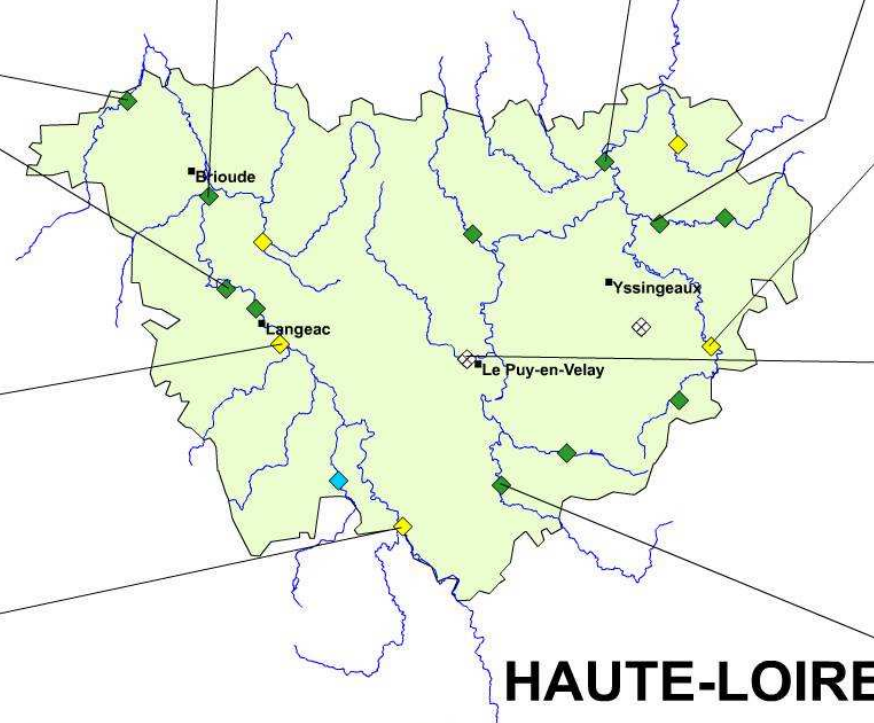 Brioude
Yssingeaux
Langeac
Le Puy-en-Velay
HAUTE-LOIRE